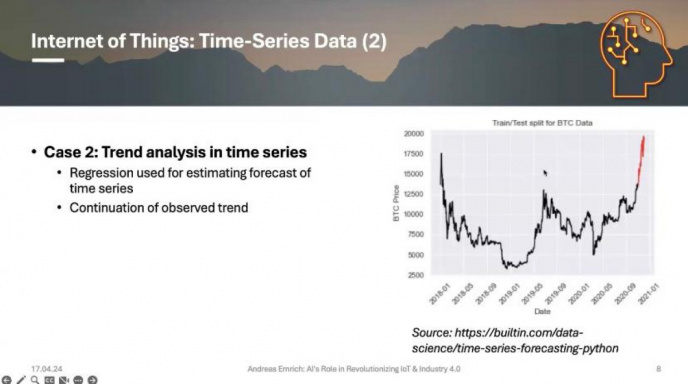 Internet of Things: Time-Series Data (2)
• Case 2: Trend analysis in time series
• Regression used for estimating forecast of
time series
• Continuation of observed trend
Train/Test split for BTC Data
20000
17500
15000
12500
10000
7500
5000
2500
BTC Price
2018-01
2018-05
2018-09
2019-01
2019-05
2019-09
2020-01
2020-05
2020-09
2021-01
Date
Source: https://builtin.com/data-
science/time-series-forecasting-python
17.04.24
Andreas Emrich: AI's Role in Revolutionizing IoT & Industry 4.0
8